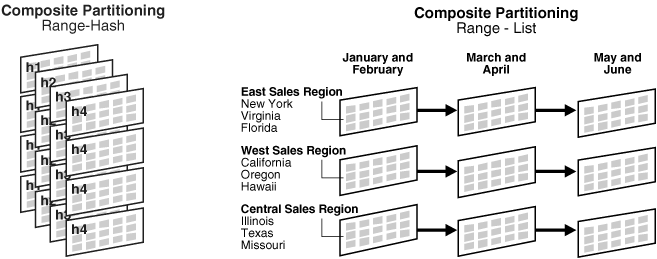 Composite Partitioning
Range-Hash
h1
h2
h3
h4
h4
h4
h4
Composite Partitioning
Range - List
January and
February
March and
April
May and
June
East Sales Region
New York
Virginia
Florida
West Sales Region
California
Oregon
Hawaii
Central Sales Region
Illinois
Texas
Missouri